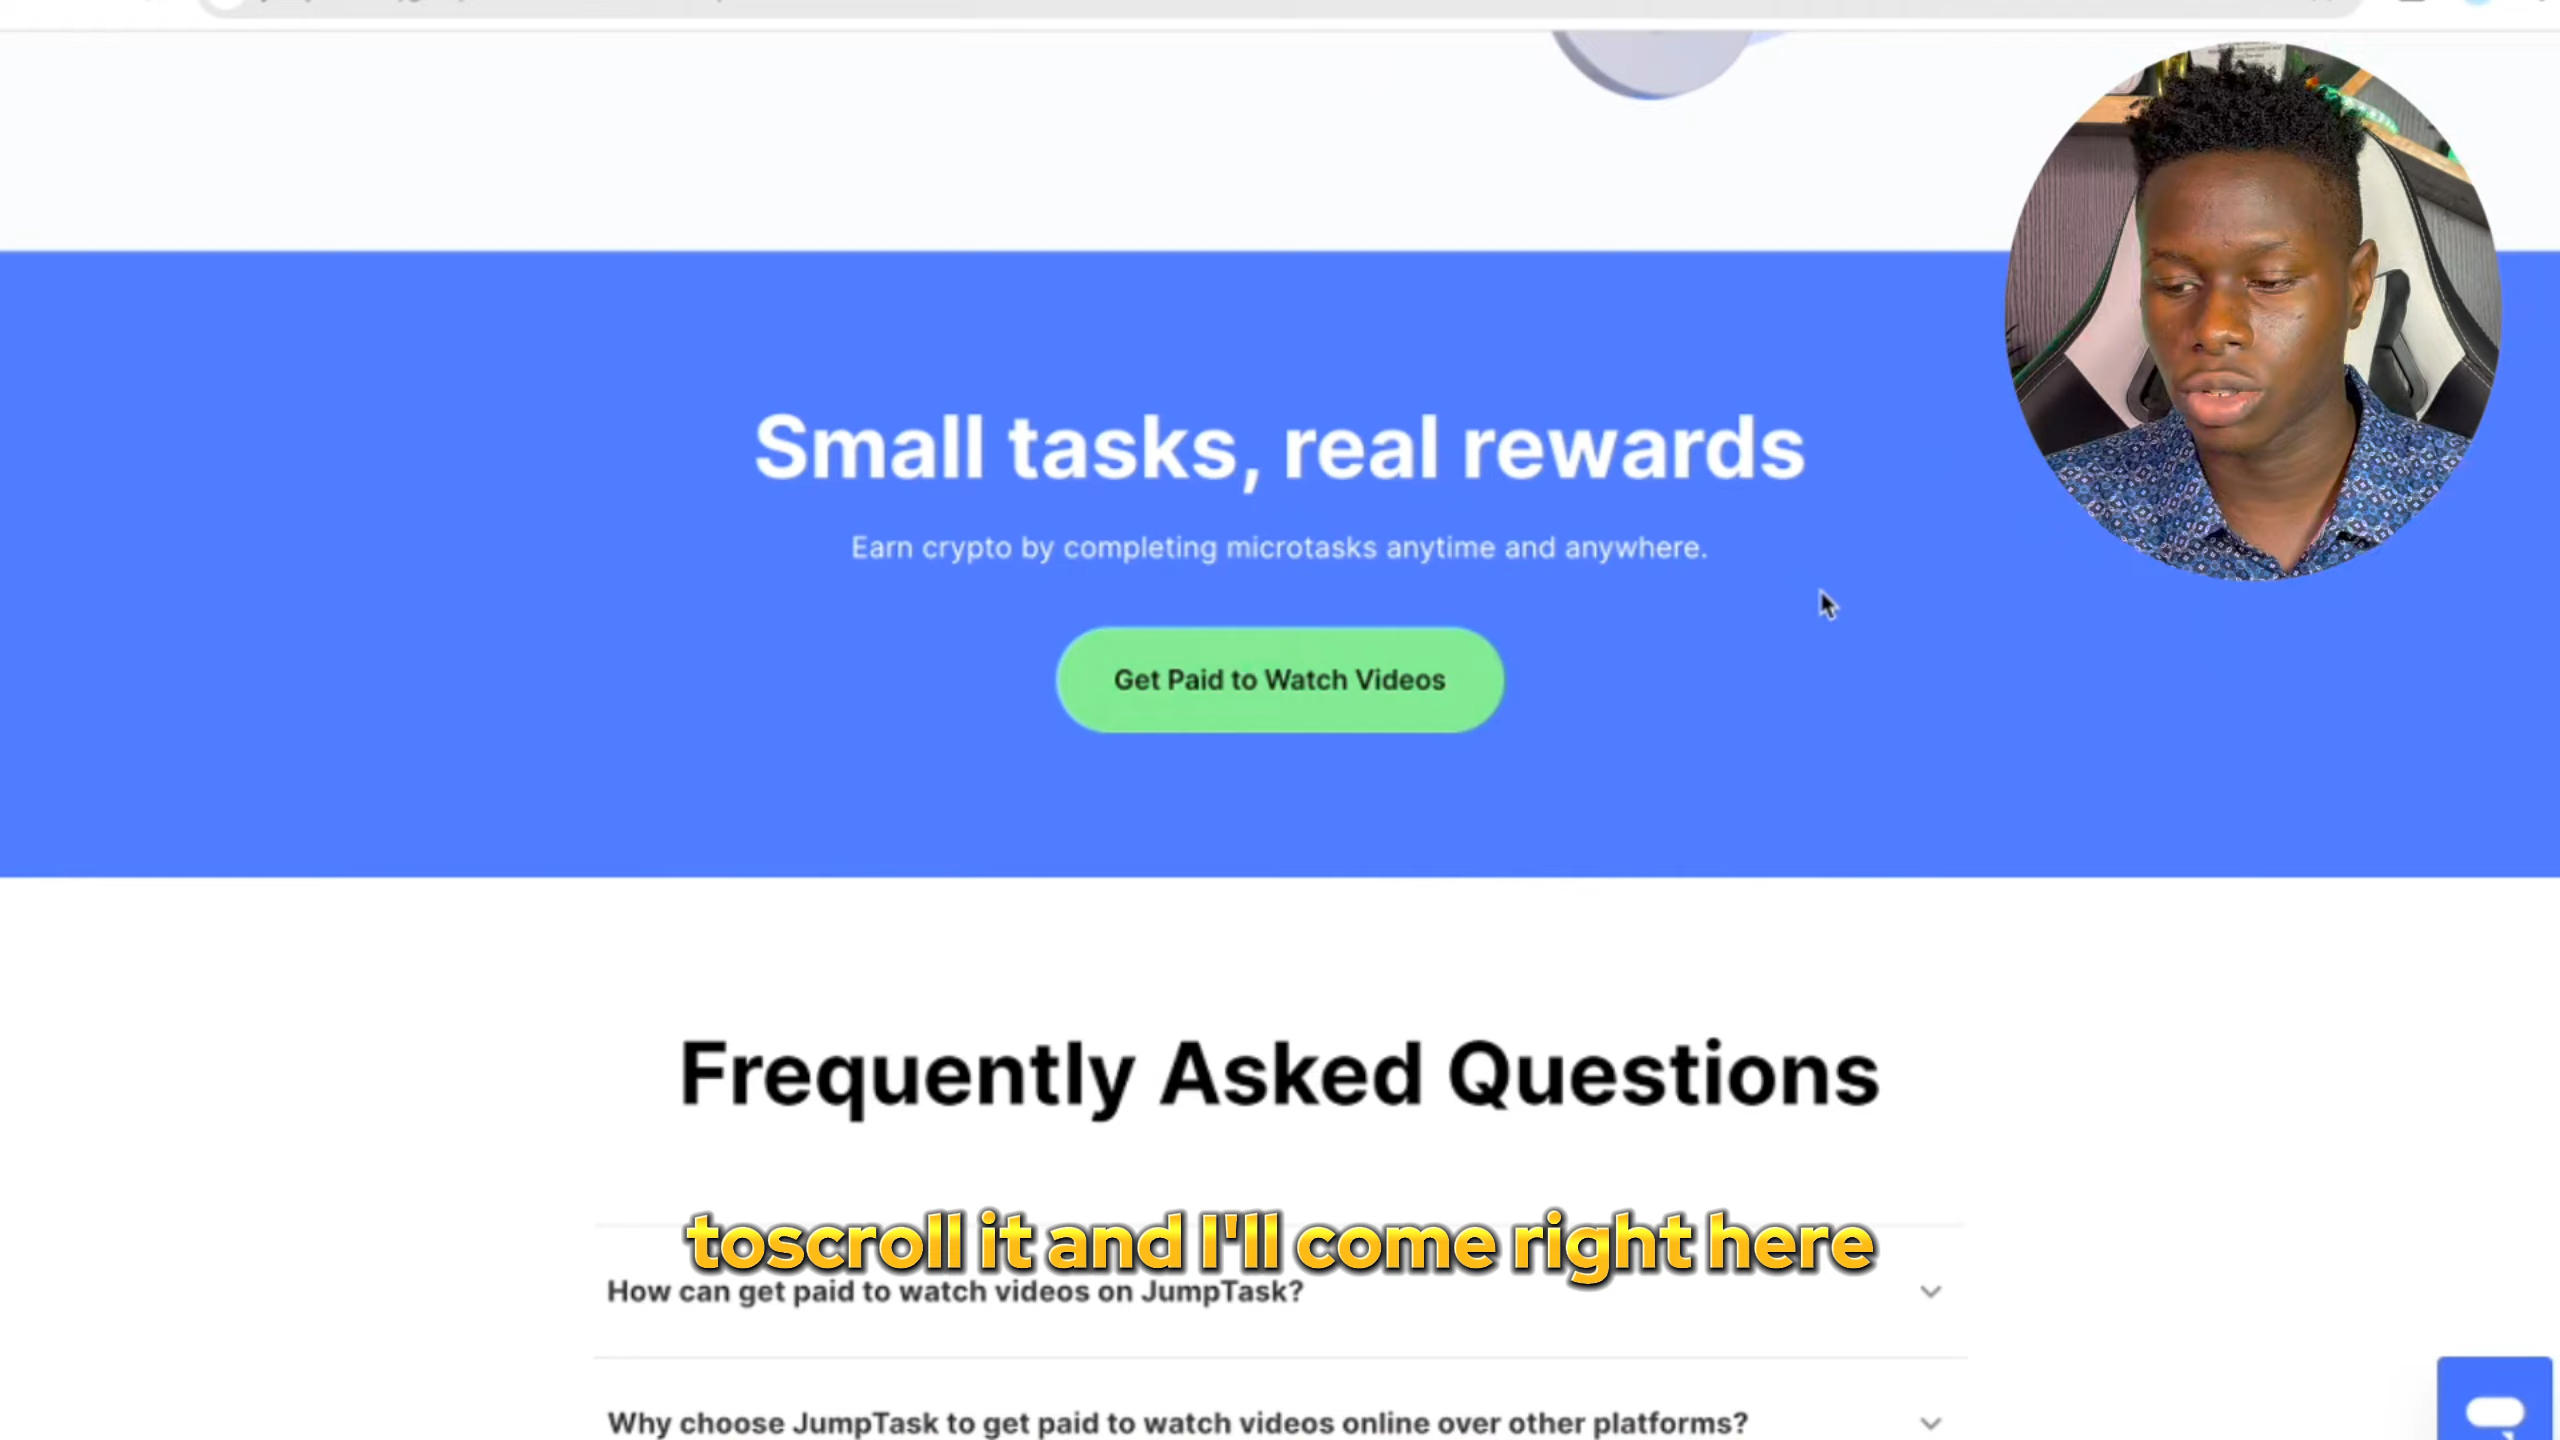 Small tasks, real rewards
Earn crypto by completing microtasks anytime and anywhere.
Get Paid to Watch Videos
Frequently Asked Questions
toscroll it and I'll come right here
How can get paid to watch videos on JumpTask?
Why choose JumpTask to get paid to watch videos online over other platforms?